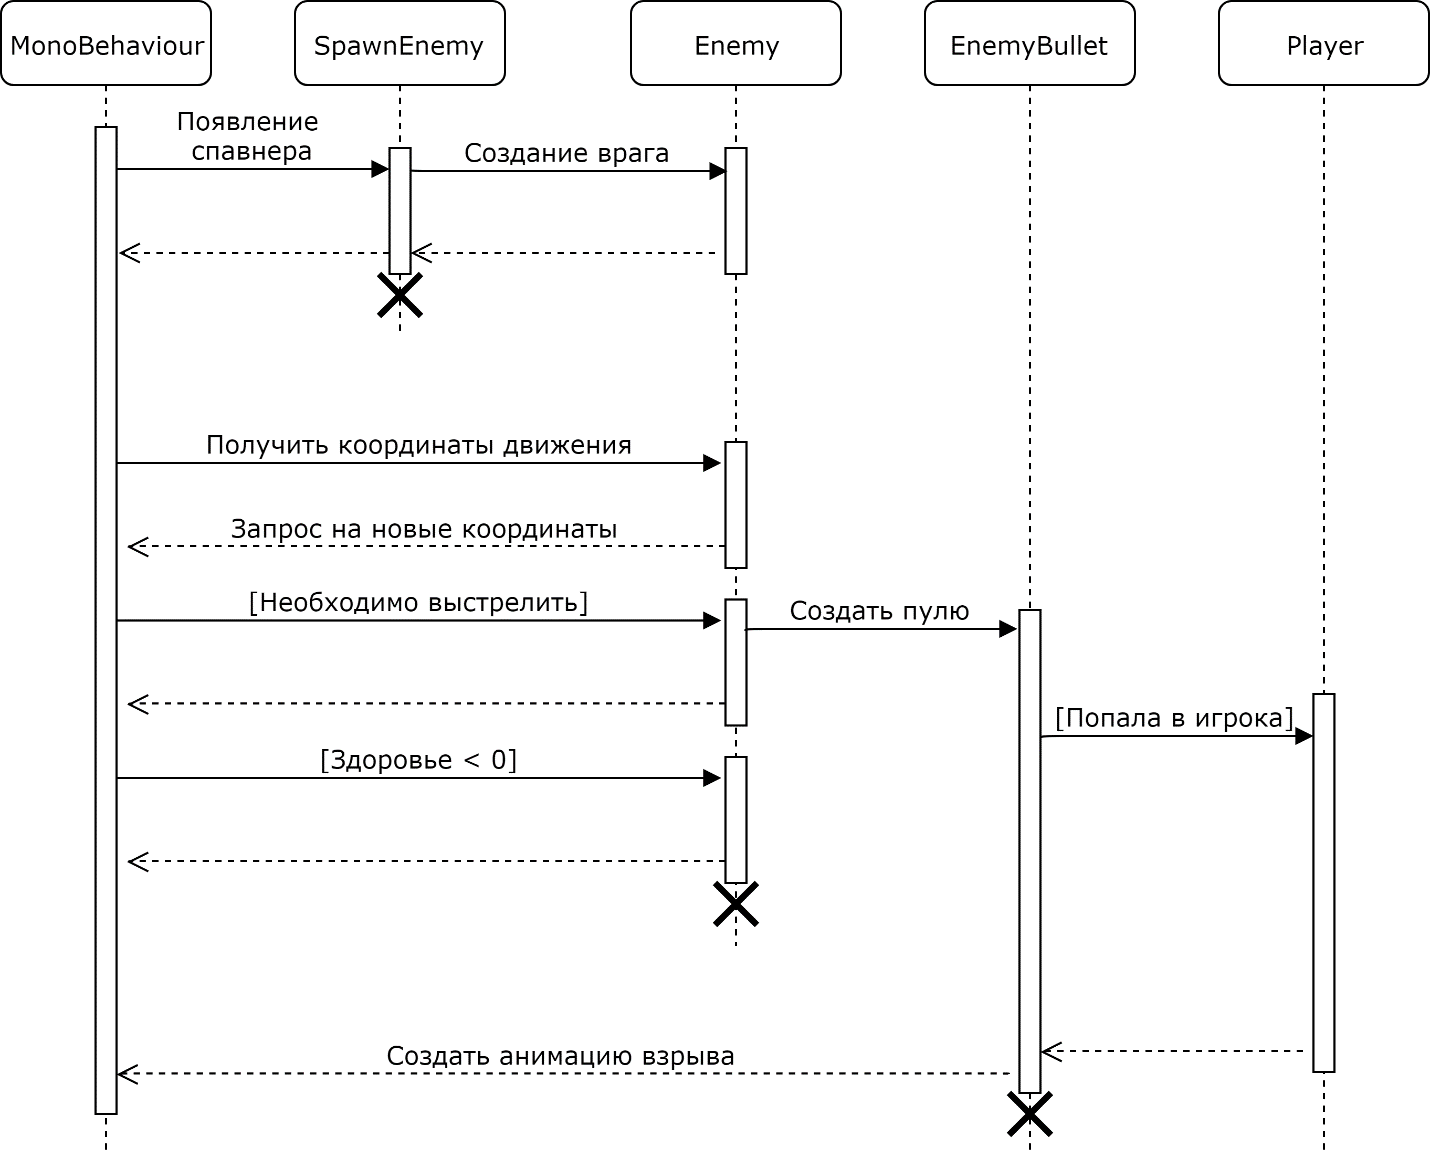 MonoBehaviour
SpawnEnemy
Enemy
EnemyBullet
Player
Появление
спавнера
Создание врага
Получить координаты движения
Запрос на новые координаты
[Необходимо выстрелить]
Создать пулю
[Попала в игрока]
[Здоровье < 0]
Создать анимацию взрыва